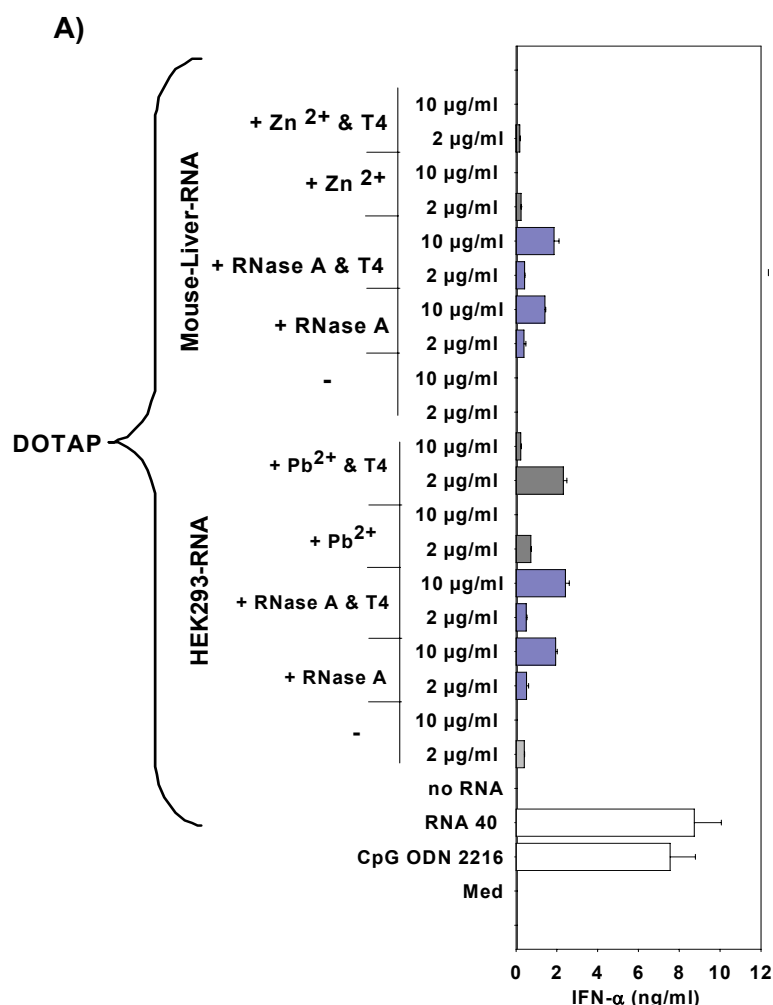 A)
Mouse-Liver-RNA
+ Zn 2+ & T4
10 µg/ml
2 µg/ml
+ Zn 2+
10 µg/ml
2 µg/ml
+ RNase A & T4
10 µg/ml
2 µg/ml
+ RNase A
10 µg/ml
2 µg/ml
-
10 µg/ml
2 µg/ml
DOTAP
HEK293-RNA
+ Pb2+ & T4
10 µg/ml
2 µg/ml
+ Pb2+
10 µg/ml
2 µg/ml
+ RNase A & T4
10 µg/ml
2 µg/ml
+ RNase A
10 µg/ml
2 µg/ml
-
10 µg/ml
2 µg/ml
no RNA
RNA 40
CpG ODN 2216
Med
0 2 4 6 8 10 12
IFN-α (ng/ml)